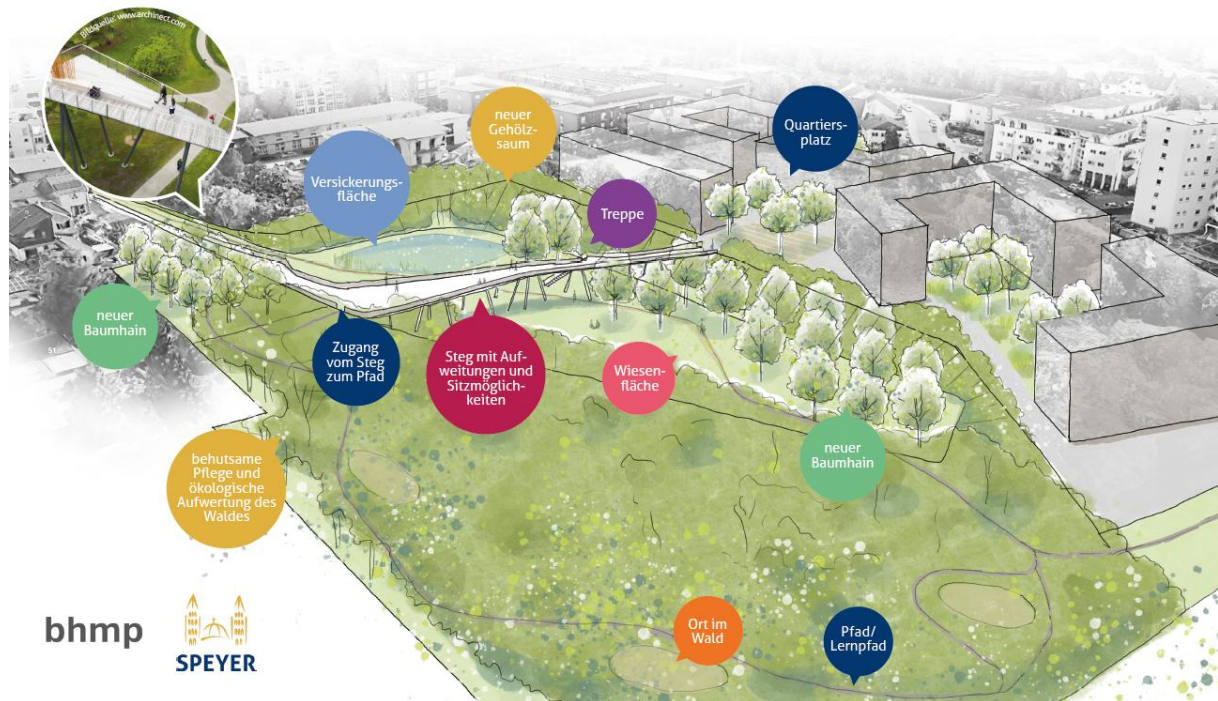 Bildquelle: www.archinect.com
neuer
Gehölz-
saum
Quartiers-
platz
Versickerungs-
fläche
Treppe
neuer
Baumhain
Zugang
vom Steg
zum Pfad
Steg mit Auf-
weitungen und
Sitzmöglich-
keiten
Wiesen-
fläche
neuer
Baumhain
behutsame
Pflege und
ökologische
Aufwertung des
Waldes
Ort im
Wald
Pfad/
Lernpfad
bhmp
SPEYER